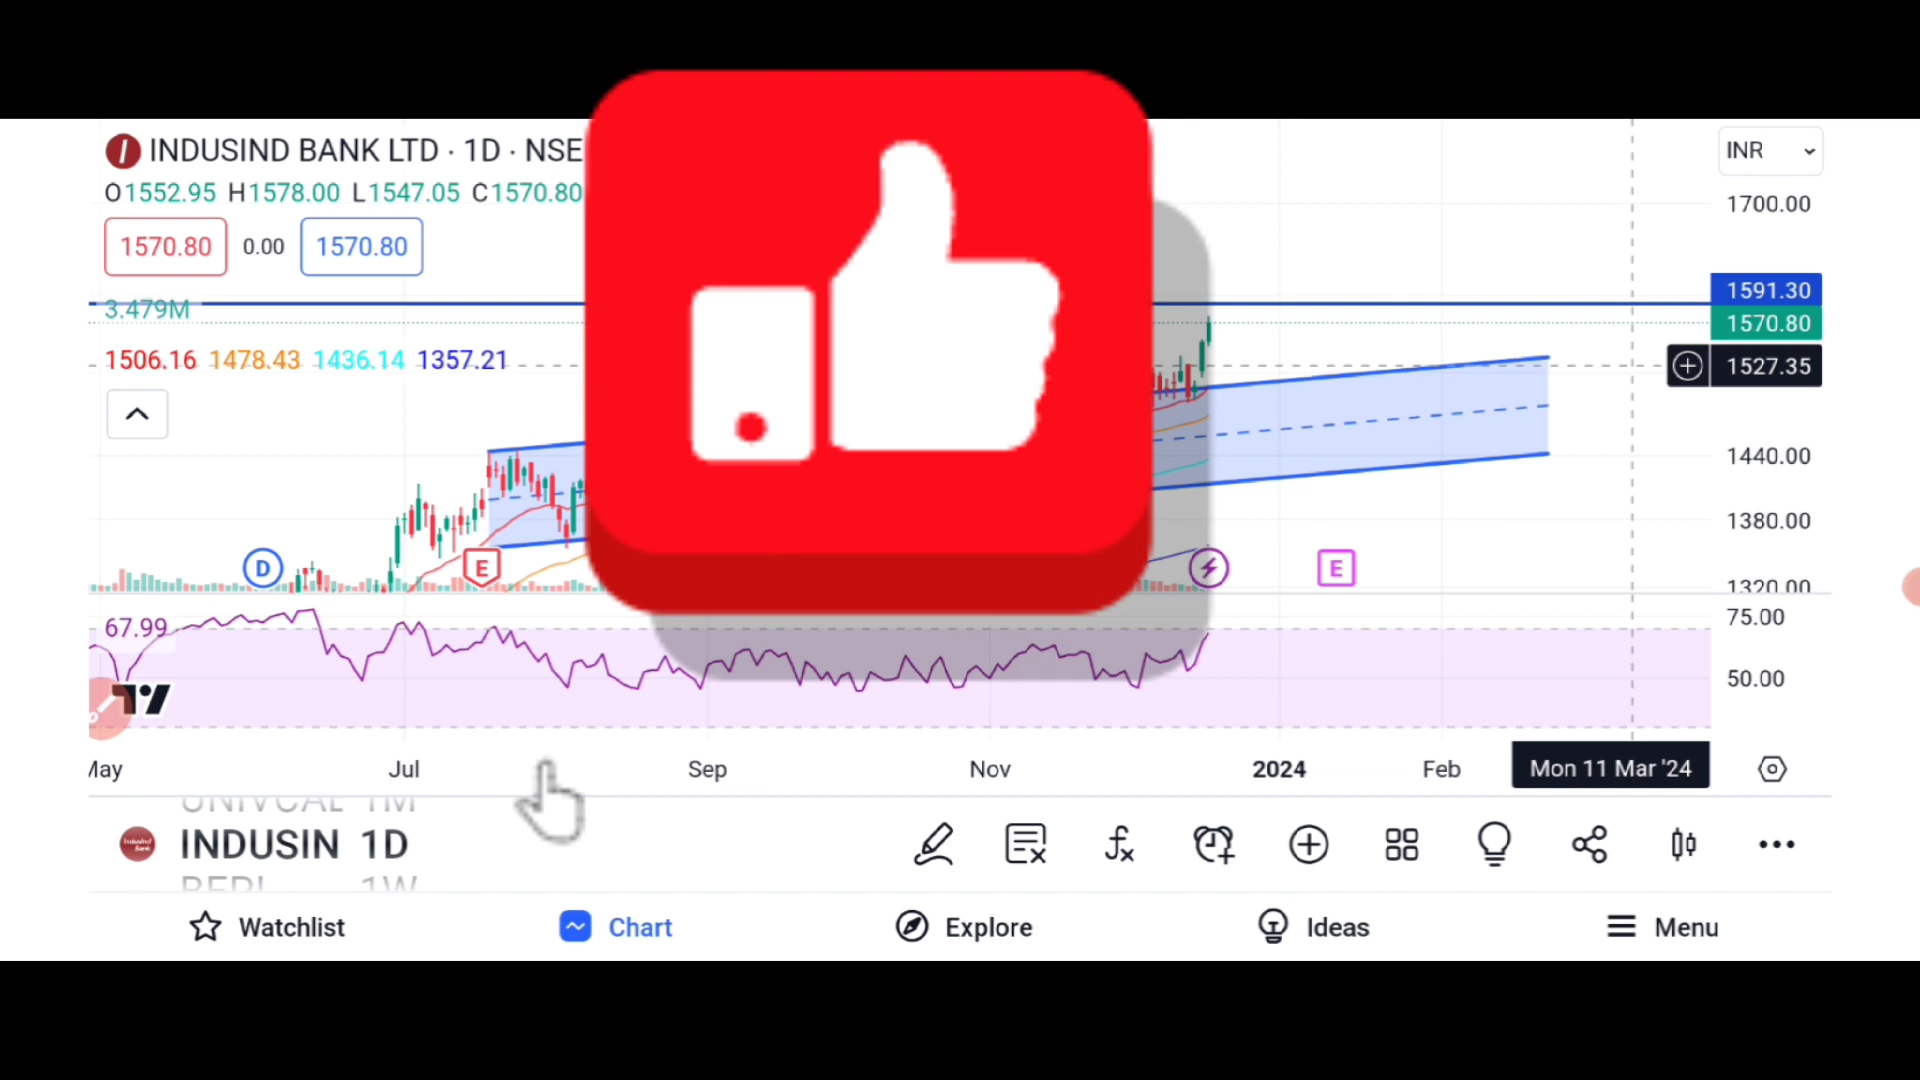 INDUSIND BANK LTD · 1D · NSE
INR
O1552.95 H1578.00 L1547.05 C1570.80
1700.00
1570.80 0.00 1570.80
1591.30
3.479M
1570.80
1506.16 1478.43 1436.14 1357.21
1527.35
1440.00
1380.00
D E E
1320.00
75.00
67.99
50.00
May Jul Sep Nov 2024 Feb Mon 11 Mar '24
INDUSIN 1D
Watchlist Chart Explore Ideas Menu